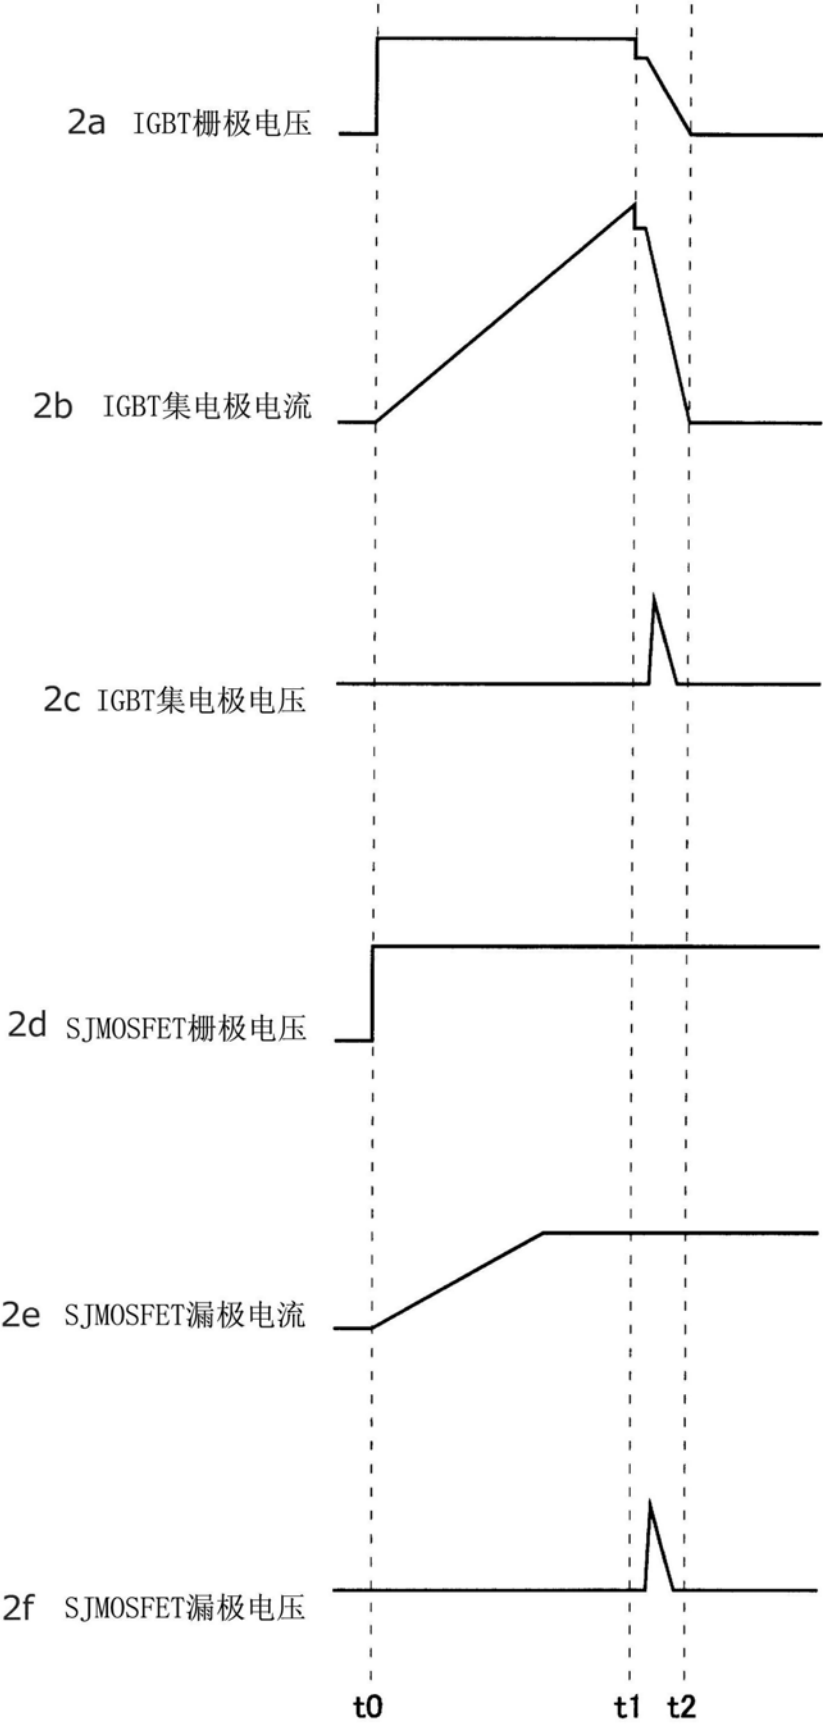 2a IGBT栅极电压
2b IGBT集电极电流
2c IGBT集电极电压
2d SJMOSFET栅极电压
2e SJMOSFET漏极电流
2f SJMOSFET漏极电压
t0 t1 t2